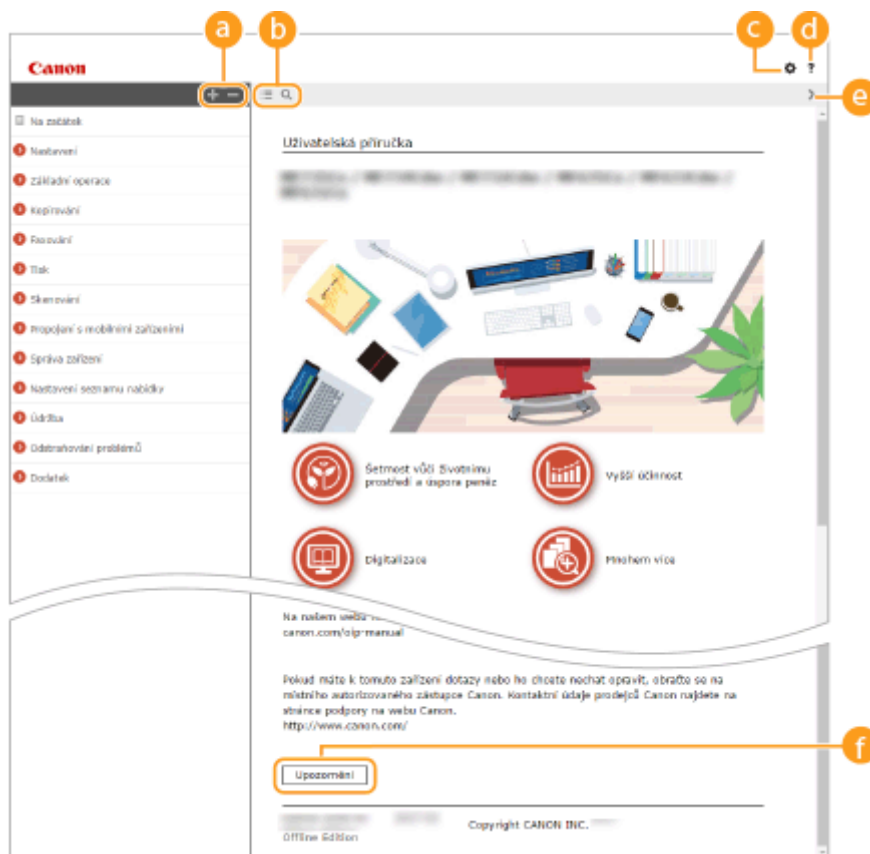 a b c d
Canon
?
+ −
e
Na začátek
Nastavení
Základní operace
Kopírování
Faxování
Tisk
Skenování
Propojení s mobilními zařízeními
Správa zařízení
Nastavení seznamu nabídky
Údržba
Odstraňování problémů
Dodatek
Uživatelská příručka
Šetrnost vůči životnímu
prostředí a úspora peněz
Vyšší účinnost
Digitalizace
Mnohem více
Na našem webu
canon.com/oip-manual
Pokud máte k tomuto zařízení dotazy nebo ho chcete nechat opravit, obraťte se na
místního autorizovaného zástupce Canon. Kontaktní údaje prodejců Canon najdete na
stránce podpory na webu Canon.
http://www.canon.com/
f
Upozornění
Copyright CANON INC.
Offline Edition